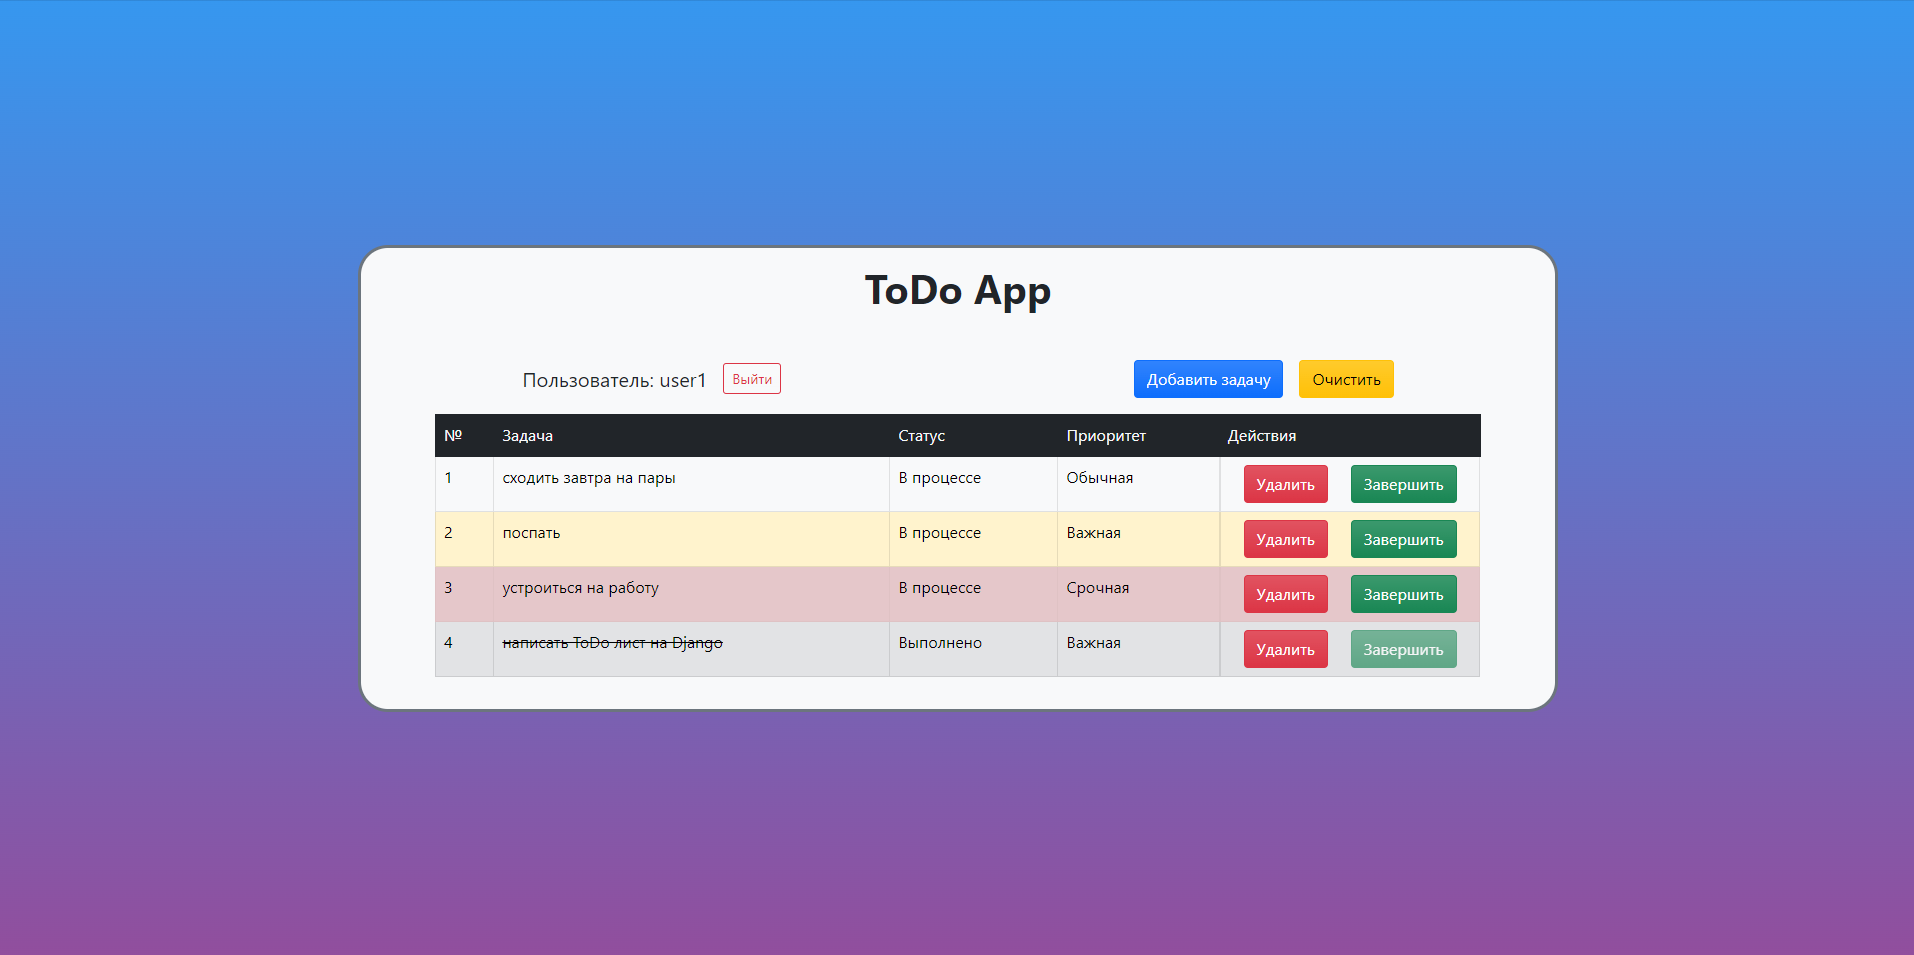 ToDo App
Пользователь: user1 Выйти Добавить задачу Очистить
№ Задача Статус Приоритет Действия
1 сходить завтра на пары В процессе Обычная Удалить Завершить
2 поспать В процессе Важная Удалить Завершить
3 устроиться на работу В процессе Срочная Удалить Завершить
4 написать ToDo лист на Django Выполнено Важная Удалить Завершить